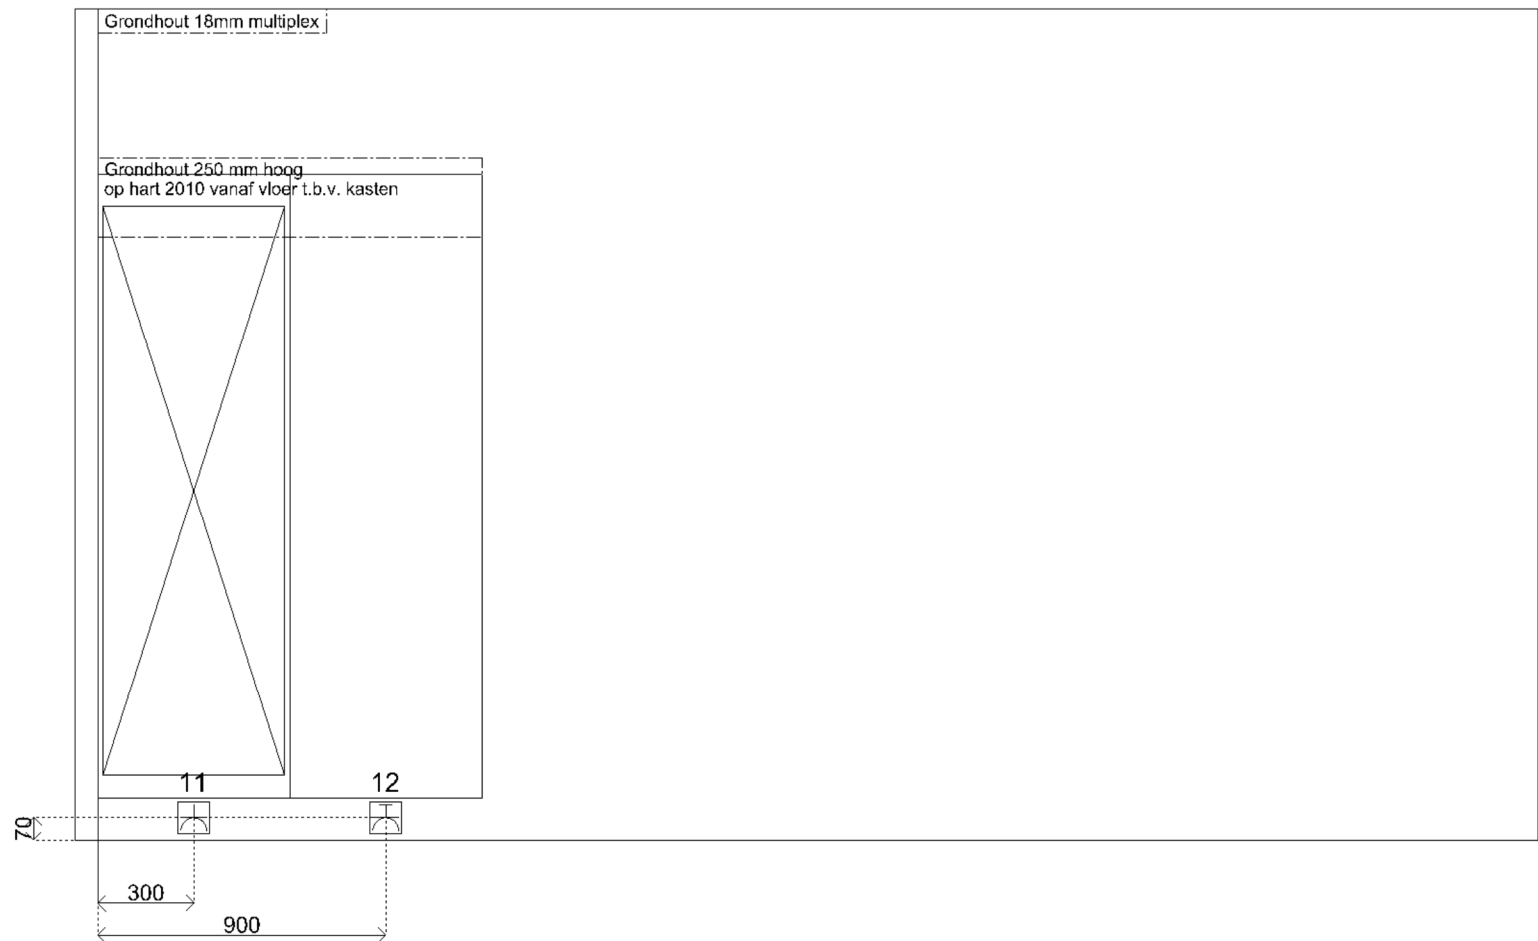 Grondhout 18mm multiplex
Grondhout 250 mm hoog
op hart 2010 vanaf vloer t.b.v. kasten
11
12
70
300
900